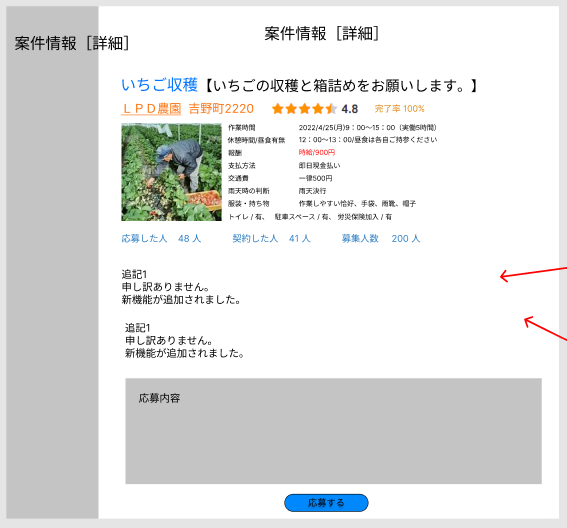 案件情報［詳細］
案件情報［詳細］
いちご収穫【いちごの収穫と箱詰めをお願いします。】
ＬＰＤ農園 吉野町2220 4.8 完了率 100%
作業時間 2022/4/25(月)9：00〜15：00（実働5時間）
休憩時間/昼食有無 12：00〜13：00/昼食は各自ご持参ください
報酬 時給/900円
支払方法 即日現金払い
交通費 一律500円
雨天時の判断 雨天決行
服装・持ち物 作業しやすい恰好、手袋、雨靴、帽子
トイレ / 有、 駐車スペース / 有、 労災保険加入 / 有
応募した人 48 人 契約した人 41 人 募集人数 200 人
追記1
申し訳ありません。
新機能が追加されました。
追記1
申し訳ありません。
新機能が追加されました。
応募内容
応募する